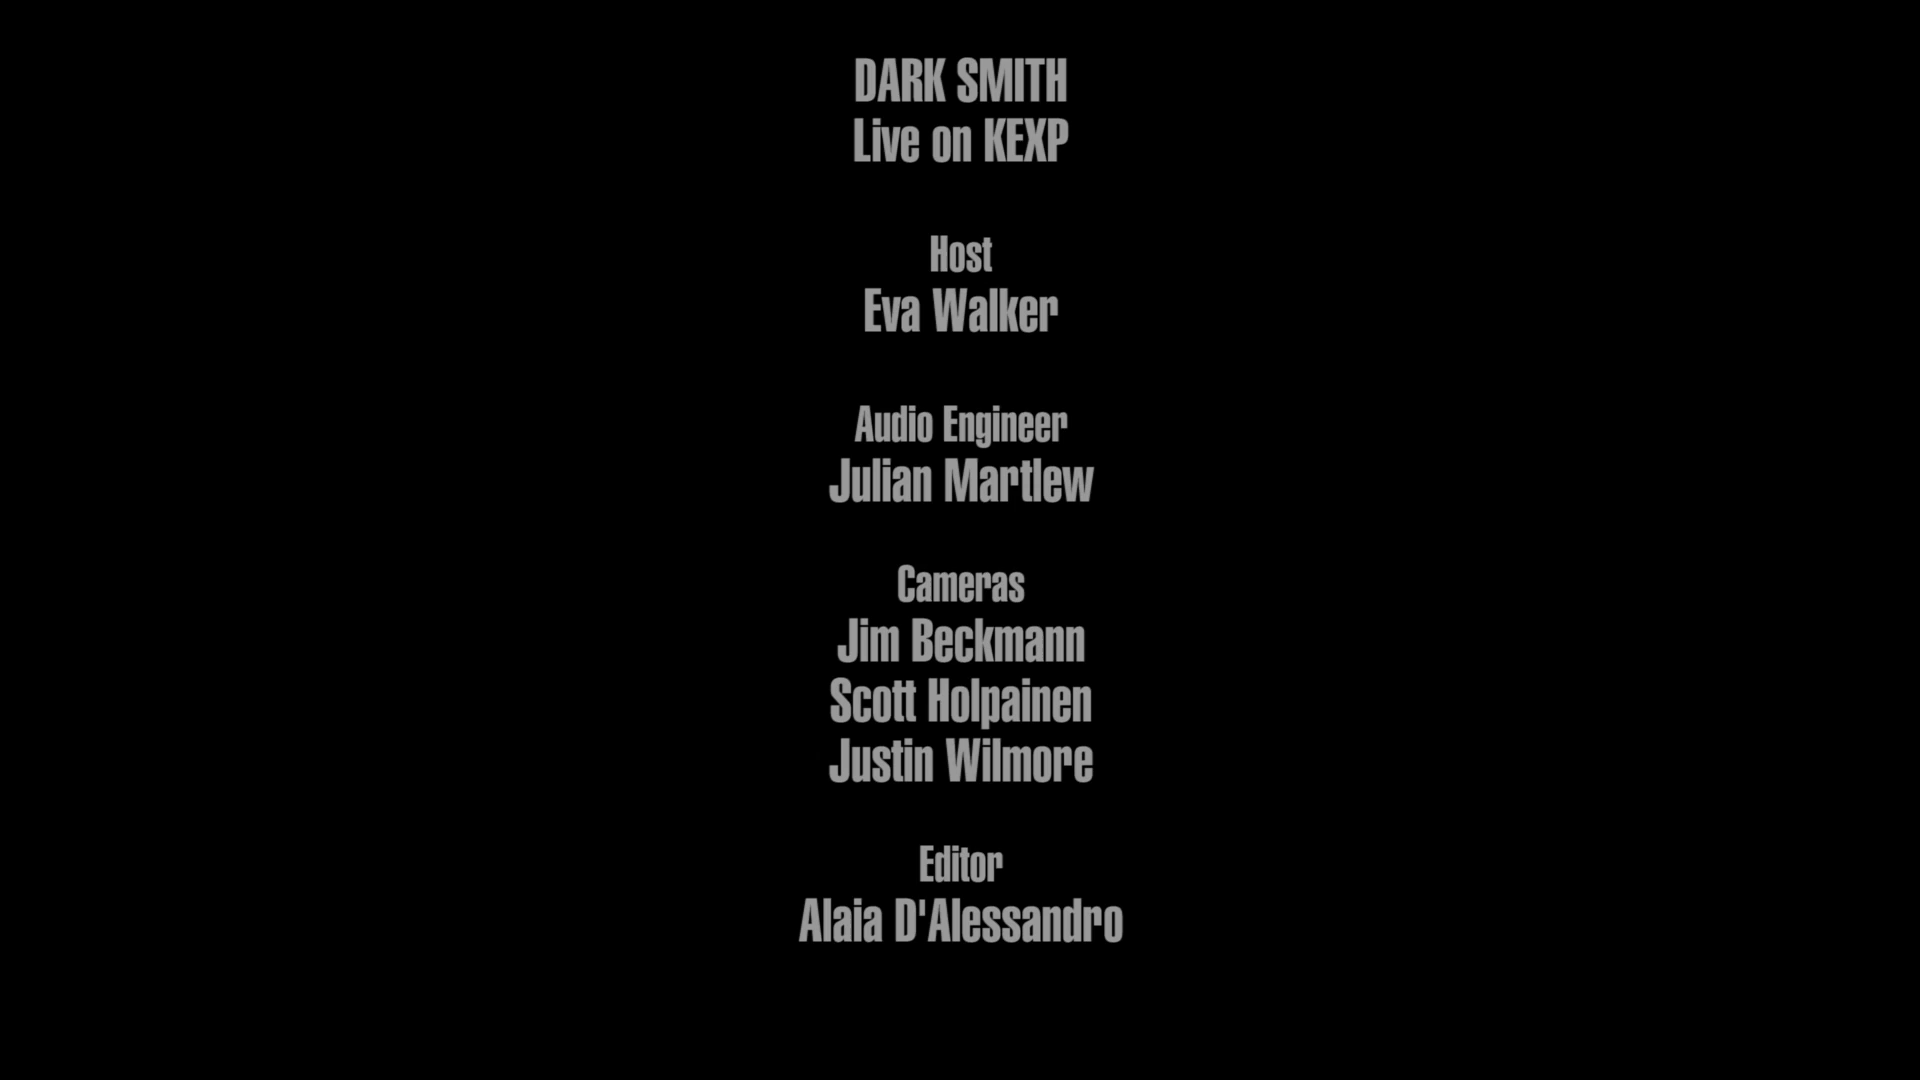 DARK SMITH
Live on KEXP
Host
Eva Walker
Audio Engineer
Julian Martlew
Cameras
Jim Beckmann
Scott Holpainen
Justin Wilmore
Editor
Alaia D'Alessandro